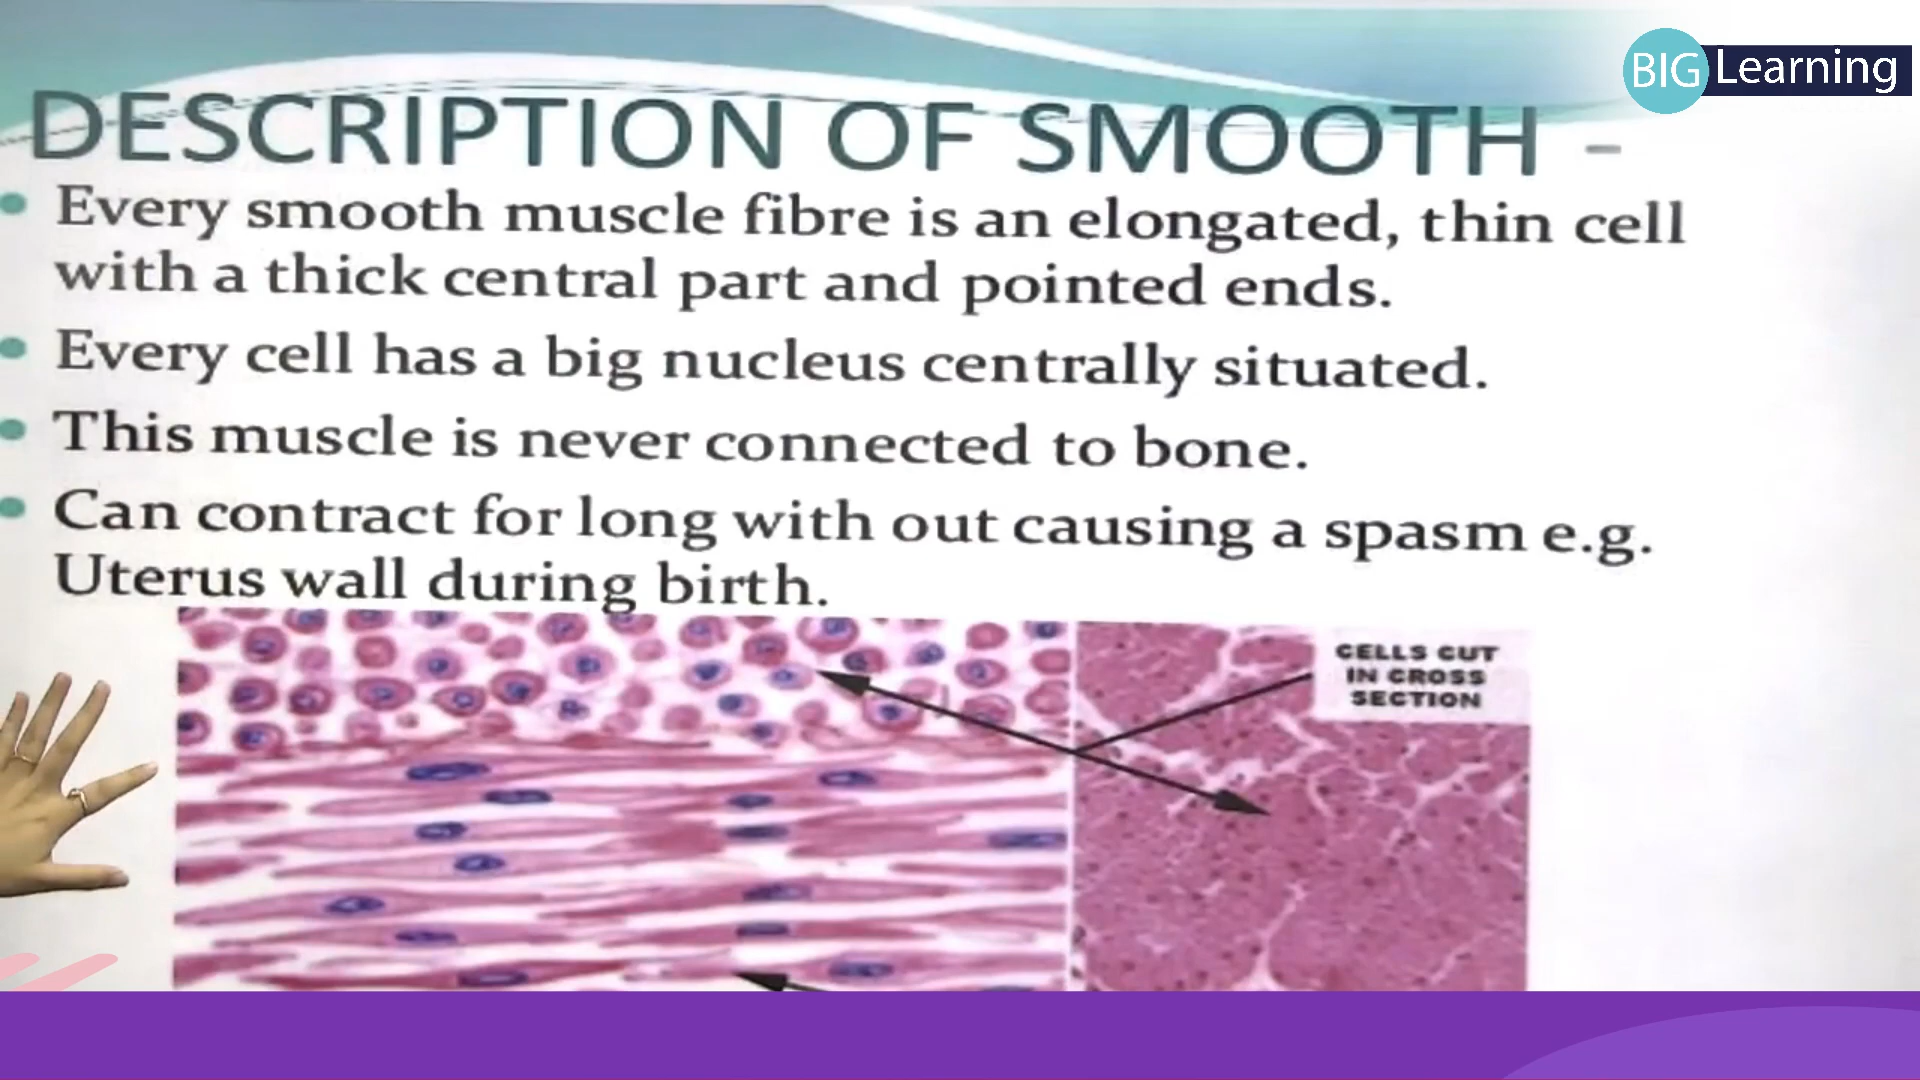 BIG Learning
DESCRIPTION OF SMOOTH -
Every smooth muscle fibre is an elongated, thin cell
with a thick central part and pointed ends.
Every cell has a big nucleus centrally situated.
This muscle is never connected to bone.
Can contract for long with out causing a spasm e.g.
Uterus wall during birth.
CELLS CUT
IN CROSS
SECTION